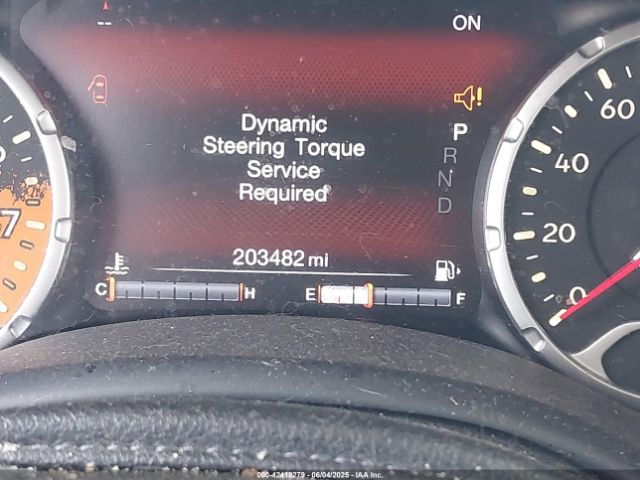 ON
--
!
Dynamic
Steering Torque
Service
Required
P
R
N
D
203482 mi
C H
E F
7
60
40
20
0
000-42418279 - 06/04/2025 - © IAA Inc.